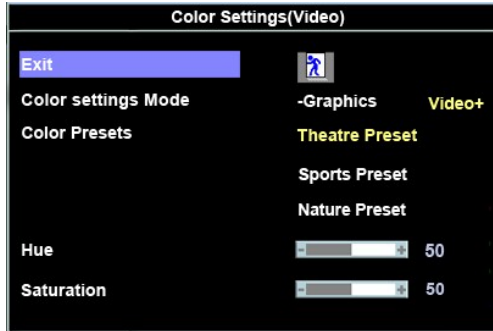 Color Settings(Video)
Exit
Color settings Mode -Graphics Video+
Color Presets Theatre Preset
Sports Preset
Nature Preset
Hue - + 50
Saturation - + 50